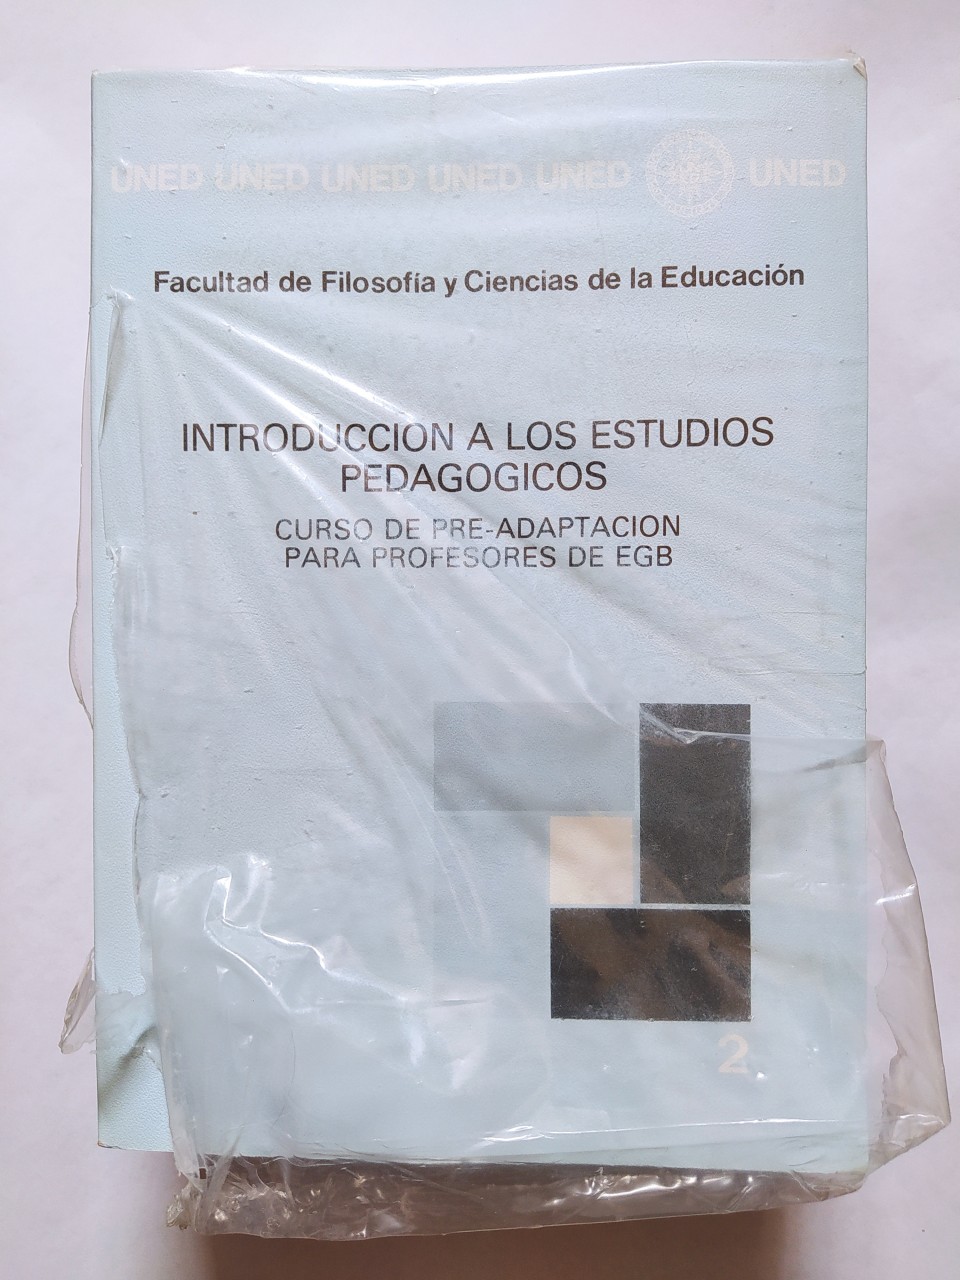 UNED UNED UNED UNED UNED UNED
Facultad de Filosofía y Ciencias de la Educación
INTRODUCCION A LOS ESTUDIOS
PEDAGOGICOS
CURSO DE PRE-ADAPTACION
PARA PROFESORES DE EGB
2